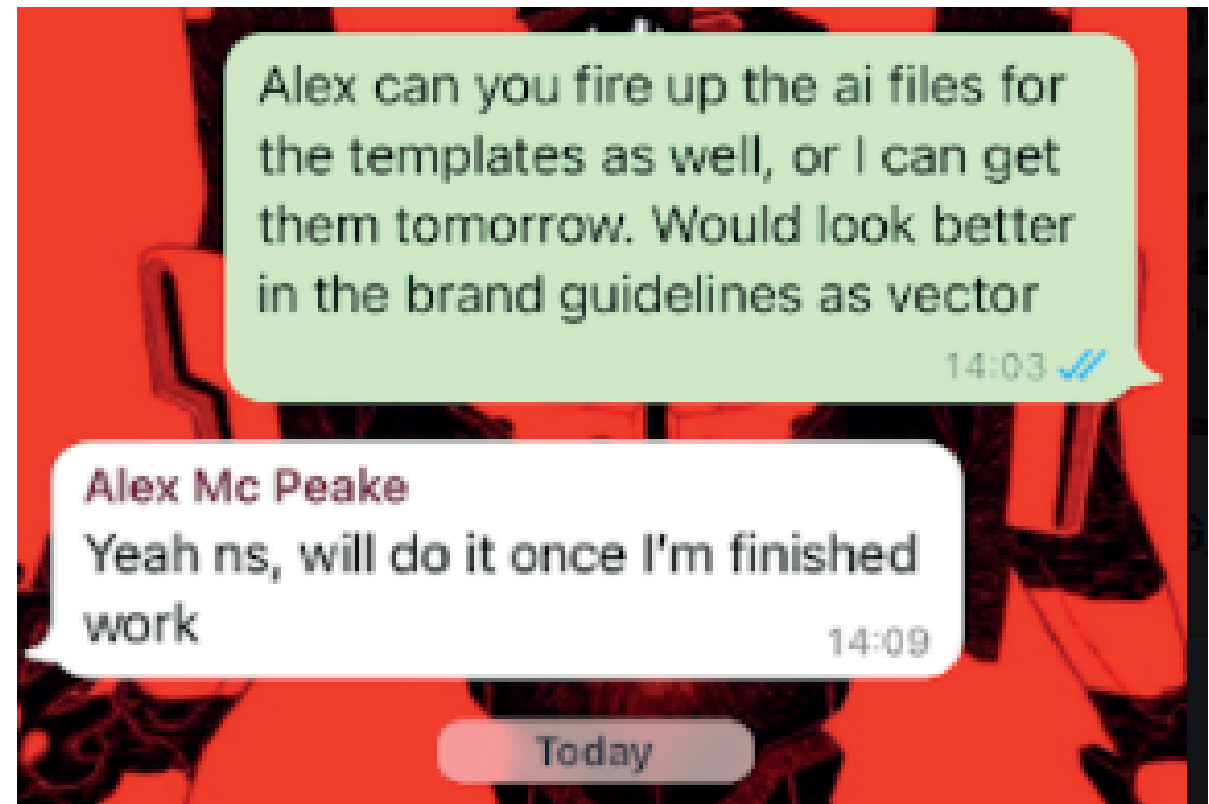 Alex can you fire up the ai files for
the templates as well, or I can get
them tomorrow. Would look better
in the brand guidelines as vector
14:03
Alex Mc Peake
Yeah ns, will do it once I'm finished
work
14:09
Today